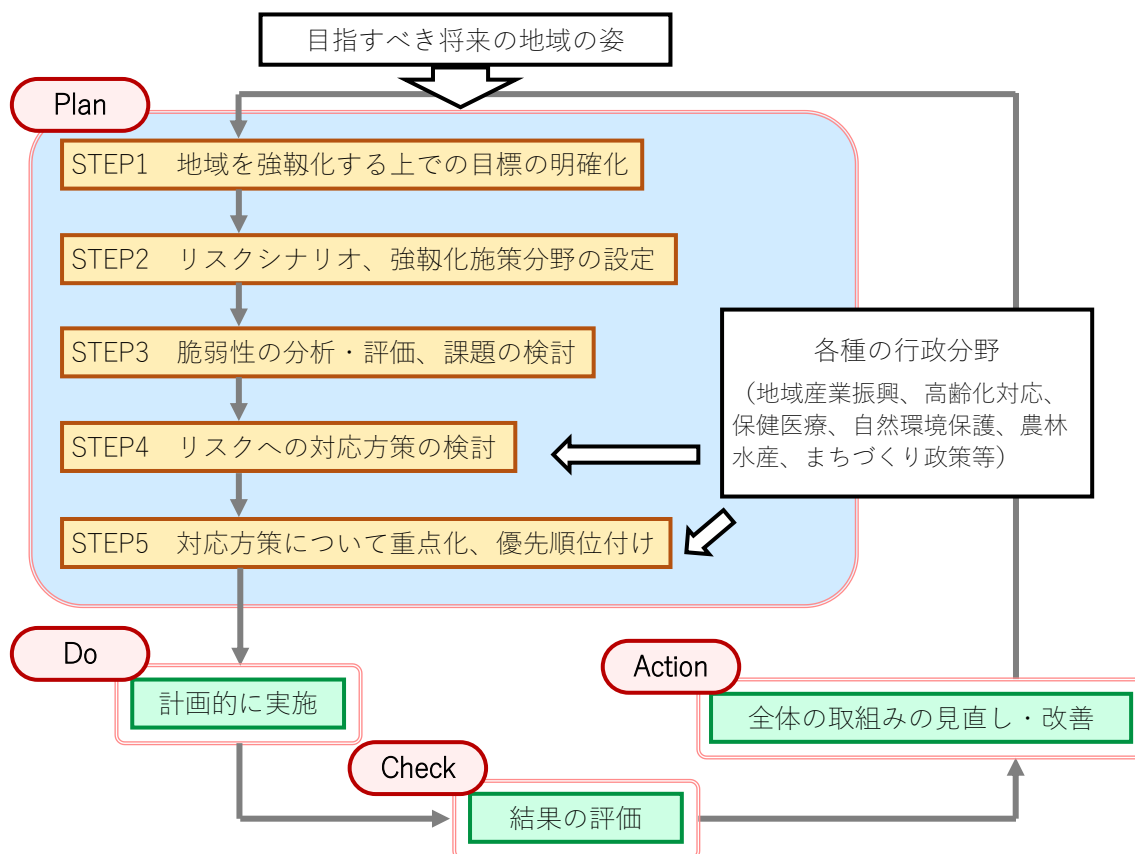 目指すべき将来の地域の姿
Plan
STEP1　地域を強靱化する上での目標の明確化
STEP2　リスクシナリオ、強靱化施策分野の設定
STEP3　脆弱性の分析・評価、課題の検討
STEP4　リスクへの対応方策の検討
STEP5　対応方策について重点化、優先順位付け
各種の行政分野
（地域産業振興、高齢化対応、
保健医療、自然環境保護、農林
水産、まちづくり政策等）
Do
計画的に実施
Check
結果の評価
Action
全体の取組みの見直し・改善